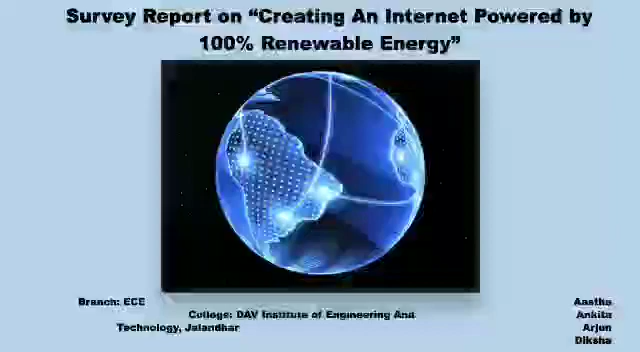 Survey Report on “Creating An Internet Powered by
100% Renewable Energy”
Branch: ECE
College: DAV Institute of Engineering And
Technology, Jalandhar
Aastha
Ankita
Arjun
Diksha